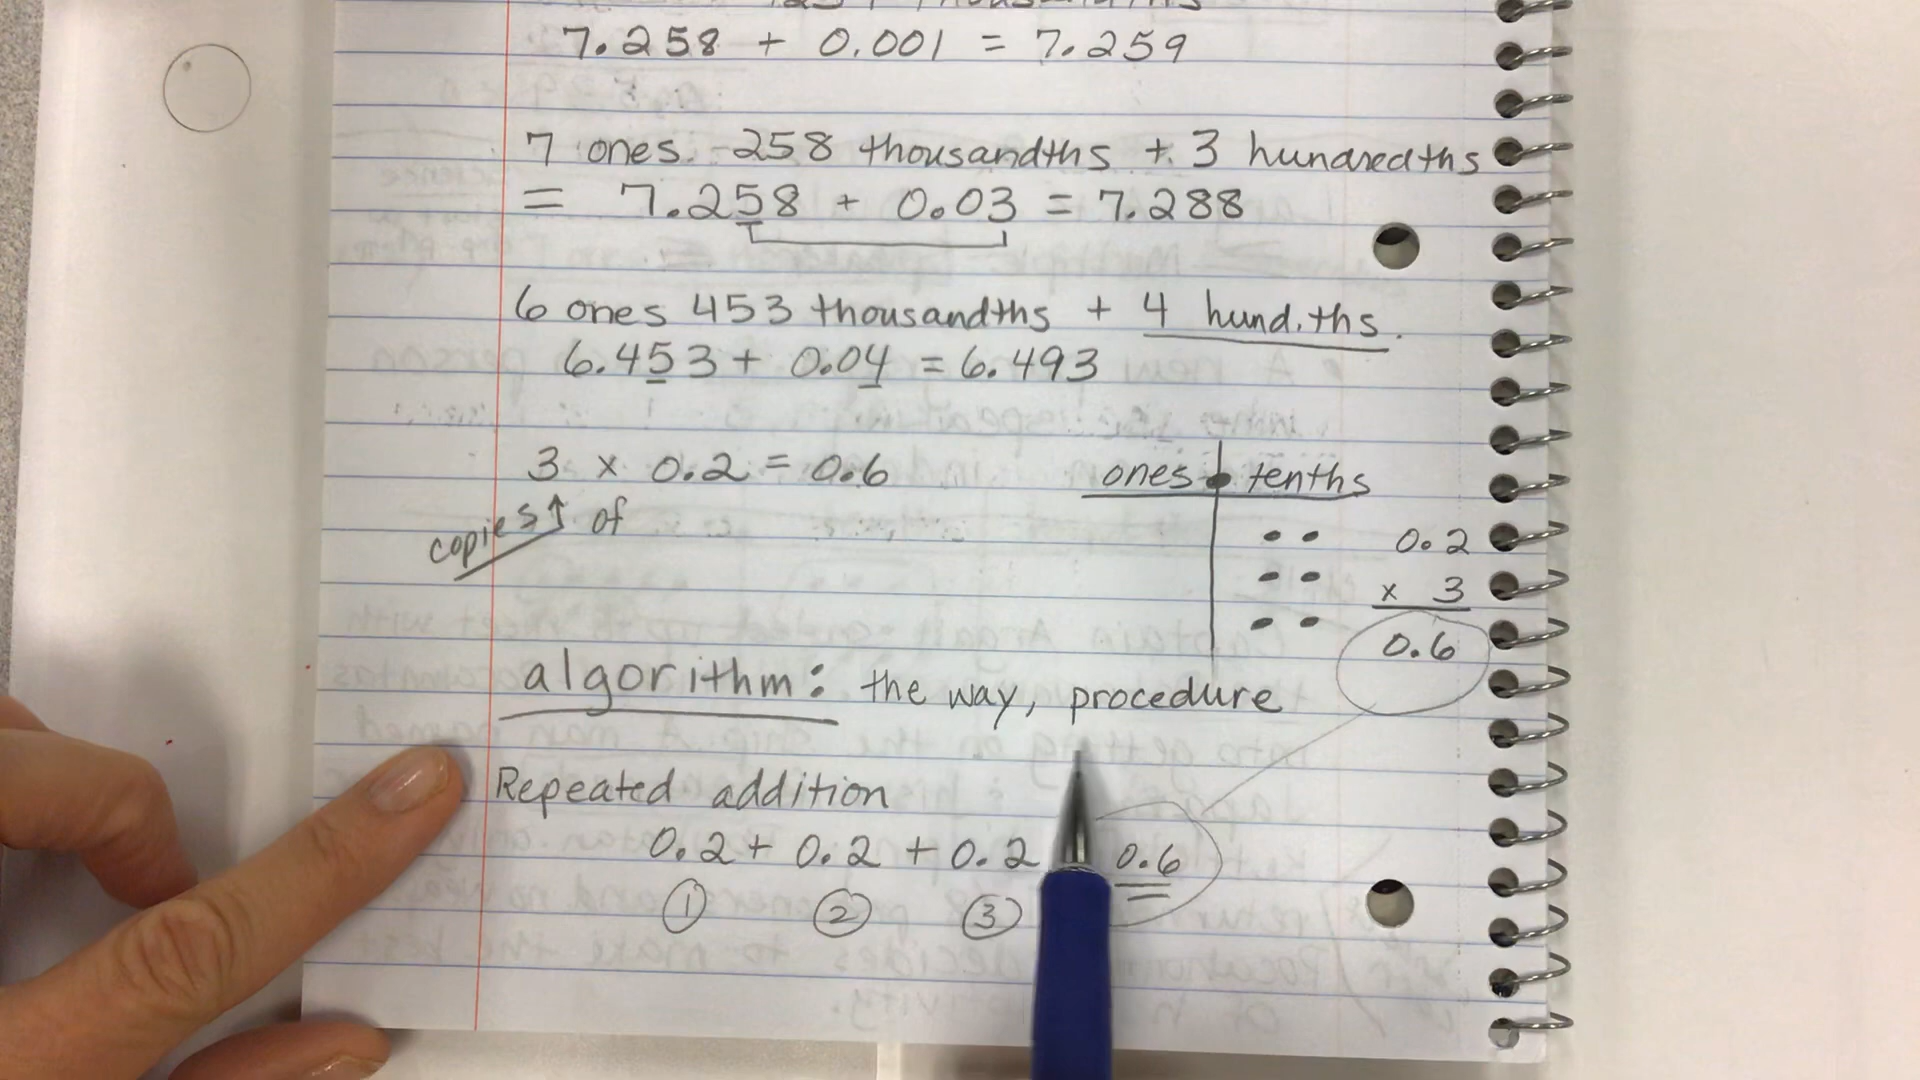 7.258 + 0.001 = 7.259
7 ones 258 thousandths + 3 hundredths
= 7.258 + 0.03 = 7.288
6 ones 453 thousandths + 4 hund.ths.
6.453 + 0.04 = 6.493
3 x 0.2 = 0.6
copies ↑ of
ones . tenths
0.2
x 3
0.6
algorithm: the way, procedure
Repeated addition
0.2 + 0.2 + 0.2 0.6
① ② ③